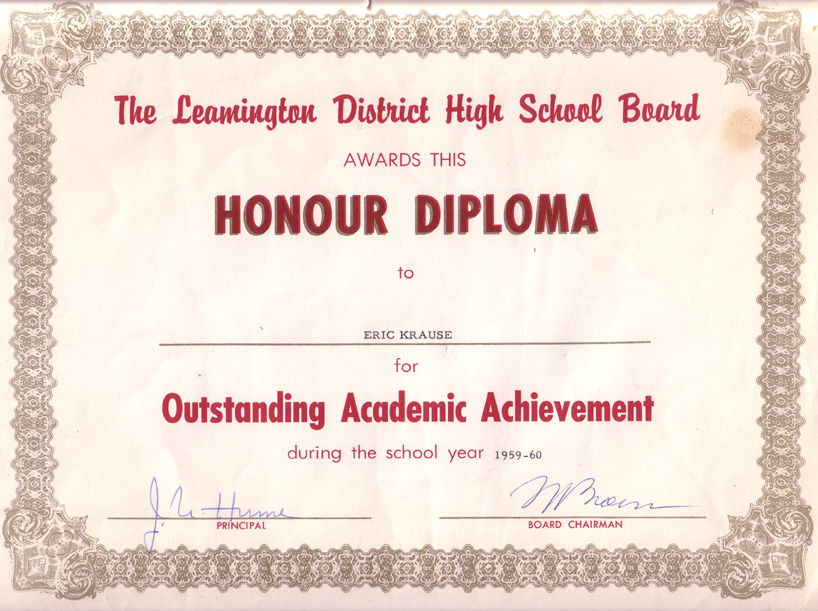 The Leamington District High School Board
AWARDS THIS
HONOUR DIPLOMA
to
ERIC KRAUSE
for
Outstanding Academic Achievement
during the school year 1959-60
J. N. Hume
PRINCIPAL
BOARD CHAIRMAN